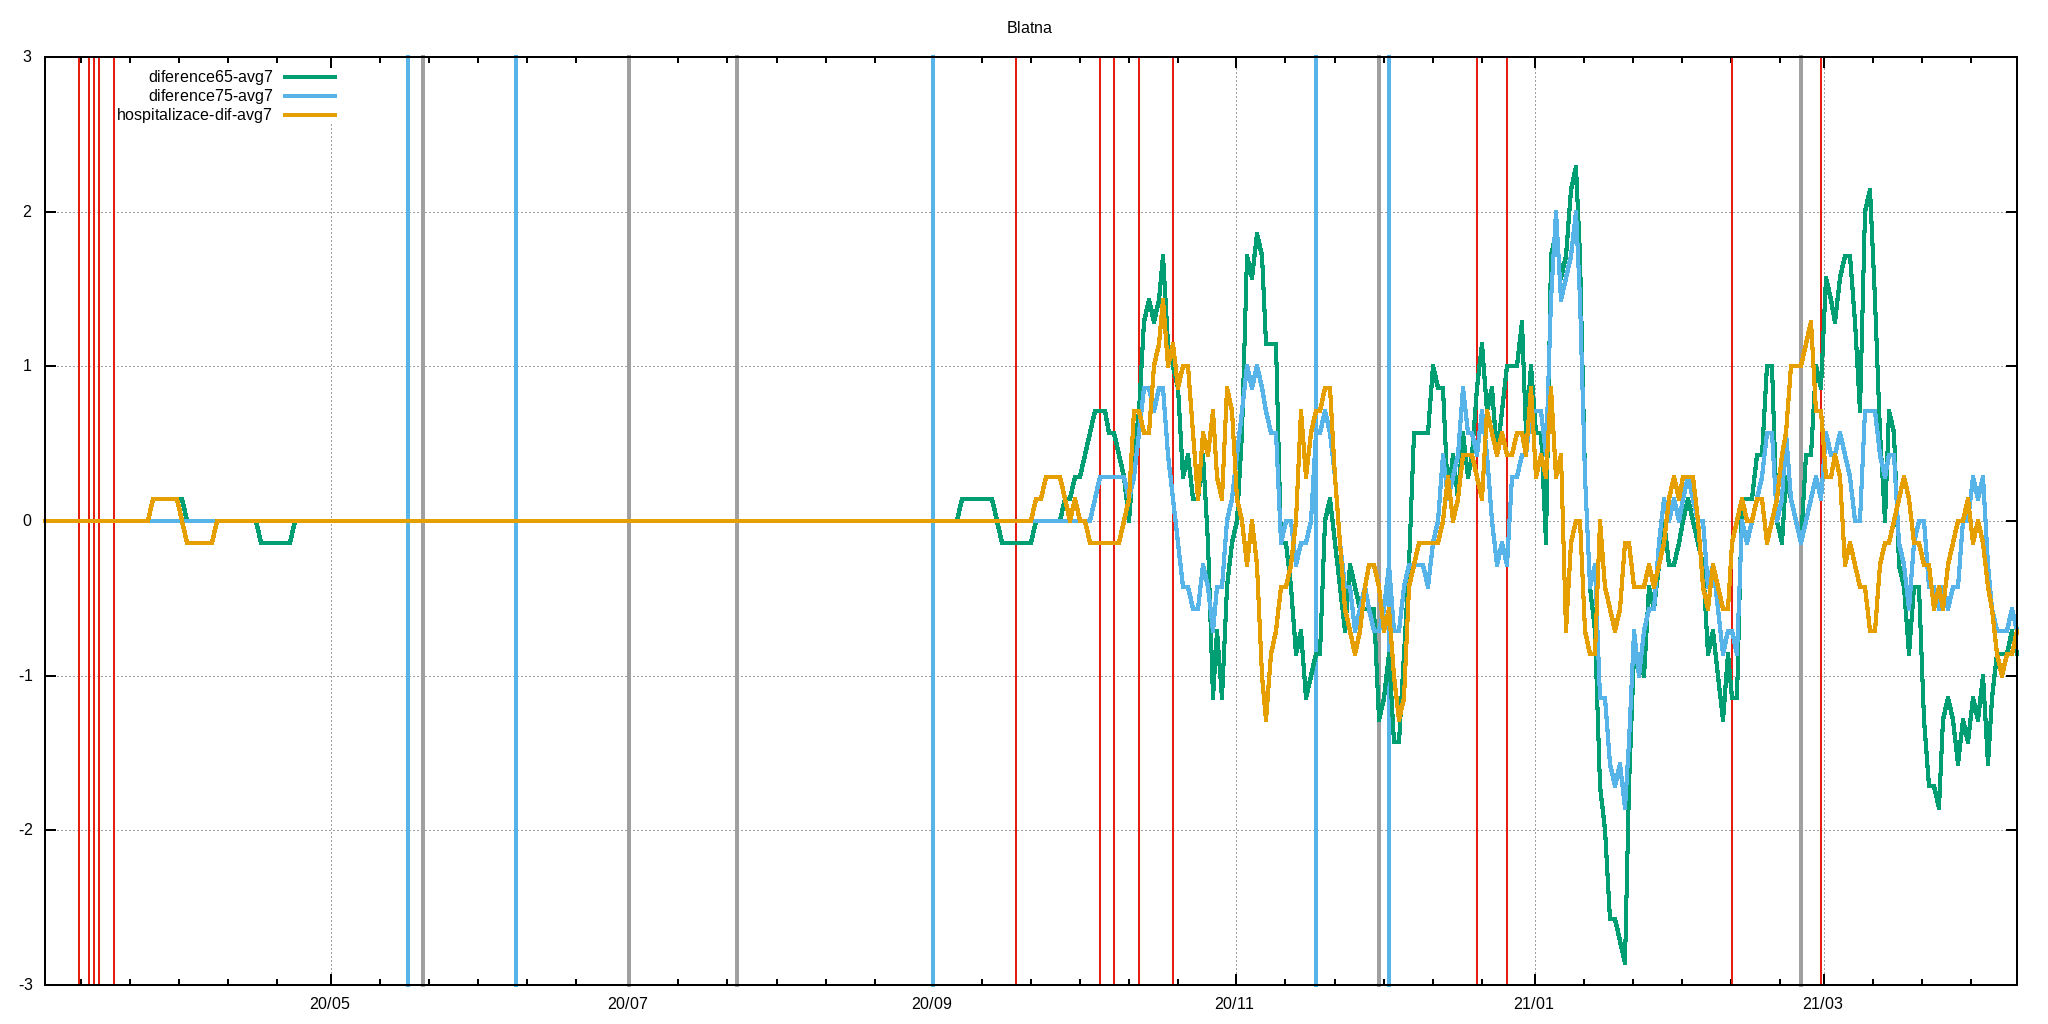 Blatna
diference65-avg7
diference75-avg7
hospitalizace-dif-avg7
3
2
1
0
-1
-2
-3
20/05 20/07 20/09 20/11 21/01 21/03